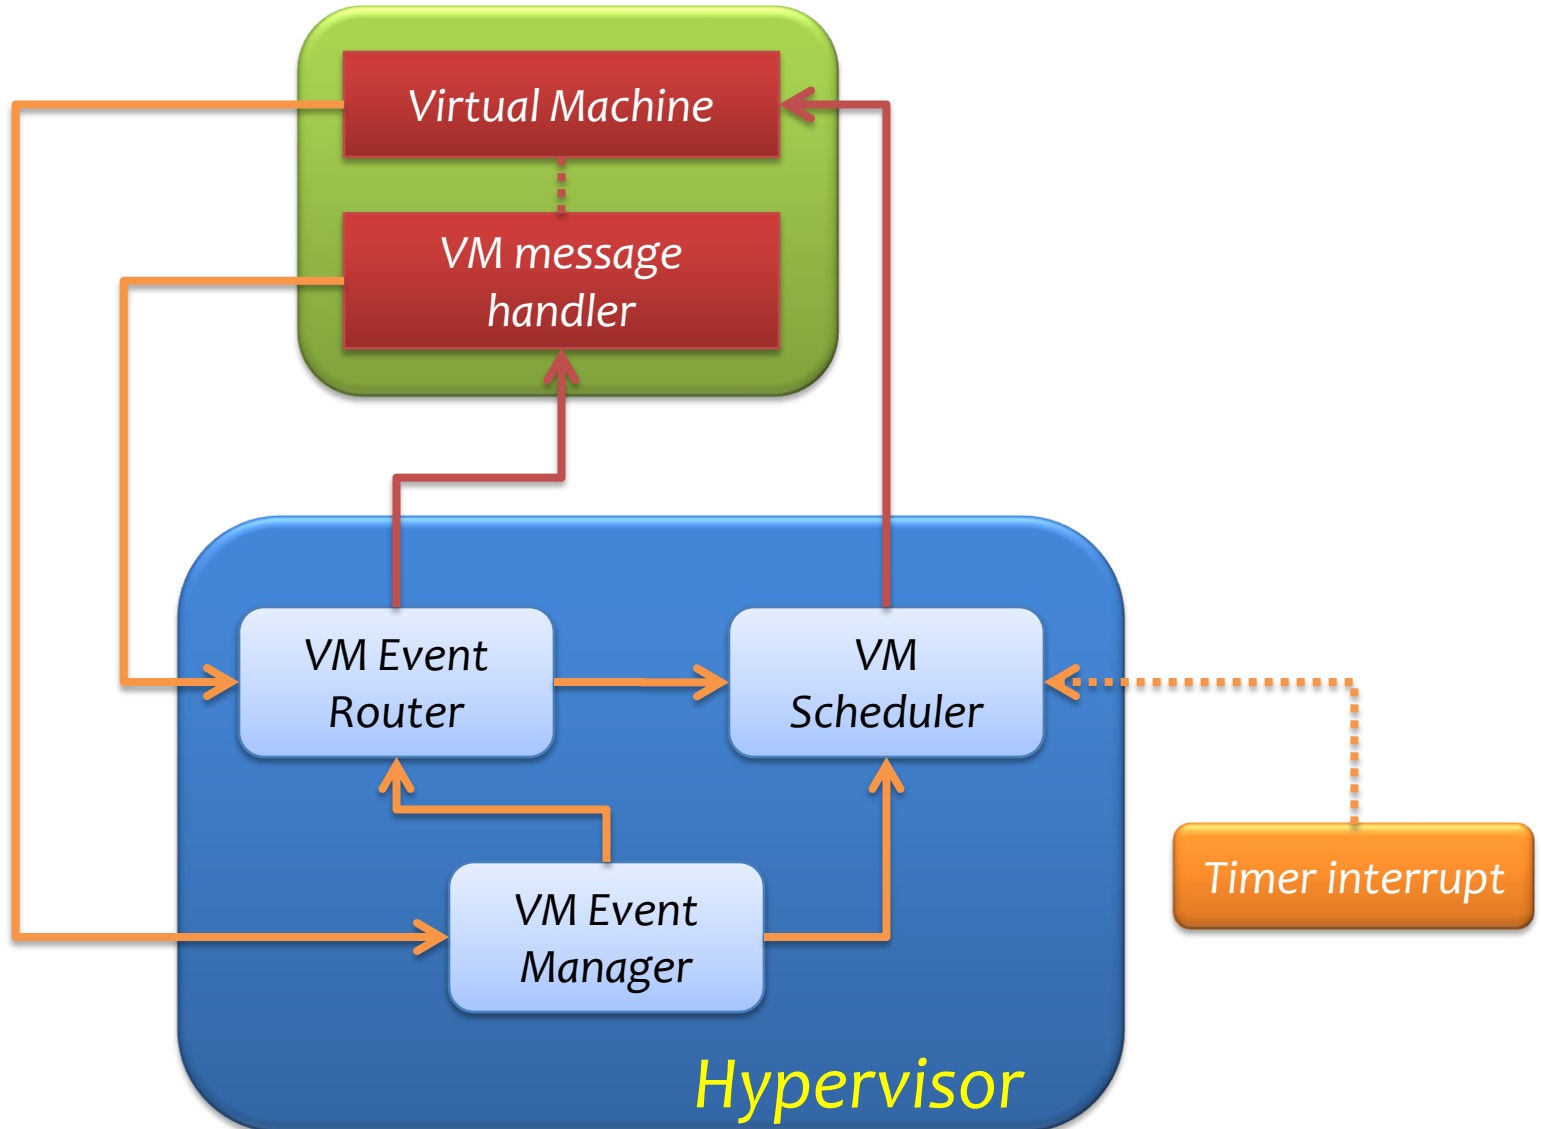 Virtual Machine
VM message
handler
VM Event
Router
VM
Scheduler
Timer interrupt
VM Event
Manager
Hypervisor